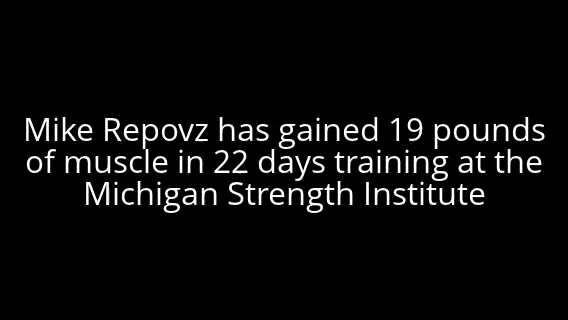 Mike Repovz has gained 19 pounds
of muscle in 22 days training at the
Michigan Strength Institute